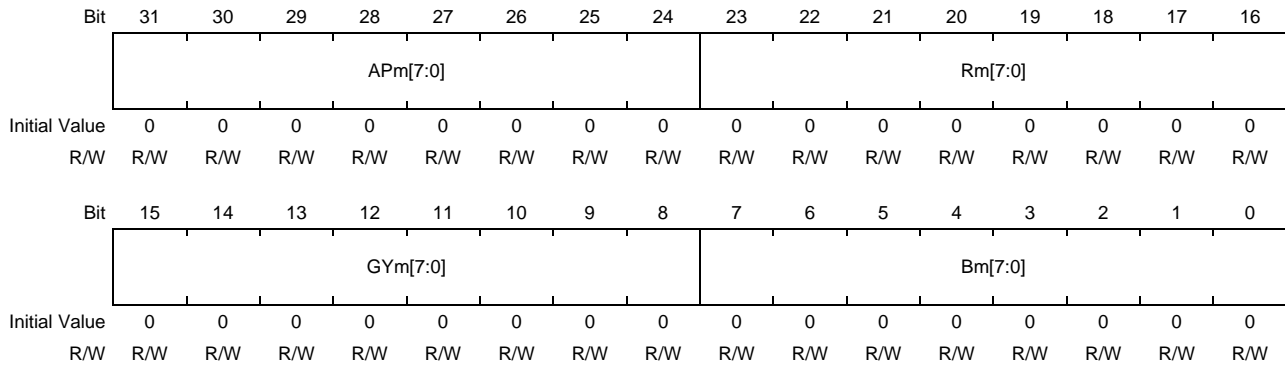 Bit 31 30 29 28 27 26 25 24 23 22 21 20 19 18 17 16
APm[7:0] Rm[7:0]
Initial Value 0 0 0 0 0 0 0 0 0 0 0 0 0 0 0 0
R/W R/W R/W R/W R/W R/W R/W R/W R/W R/W R/W R/W R/W R/W R/W R/W R/W
Bit 15 14 13 12 11 10 9 8 7 6 5 4 3 2 1 0
GYm[7:0] Bm[7:0]
Initial Value 0 0 0 0 0 0 0 0 0 0 0 0 0 0 0 0
R/W R/W R/W R/W R/W R/W R/W R/W R/W R/W R/W R/W R/W R/W R/W R/W R/W